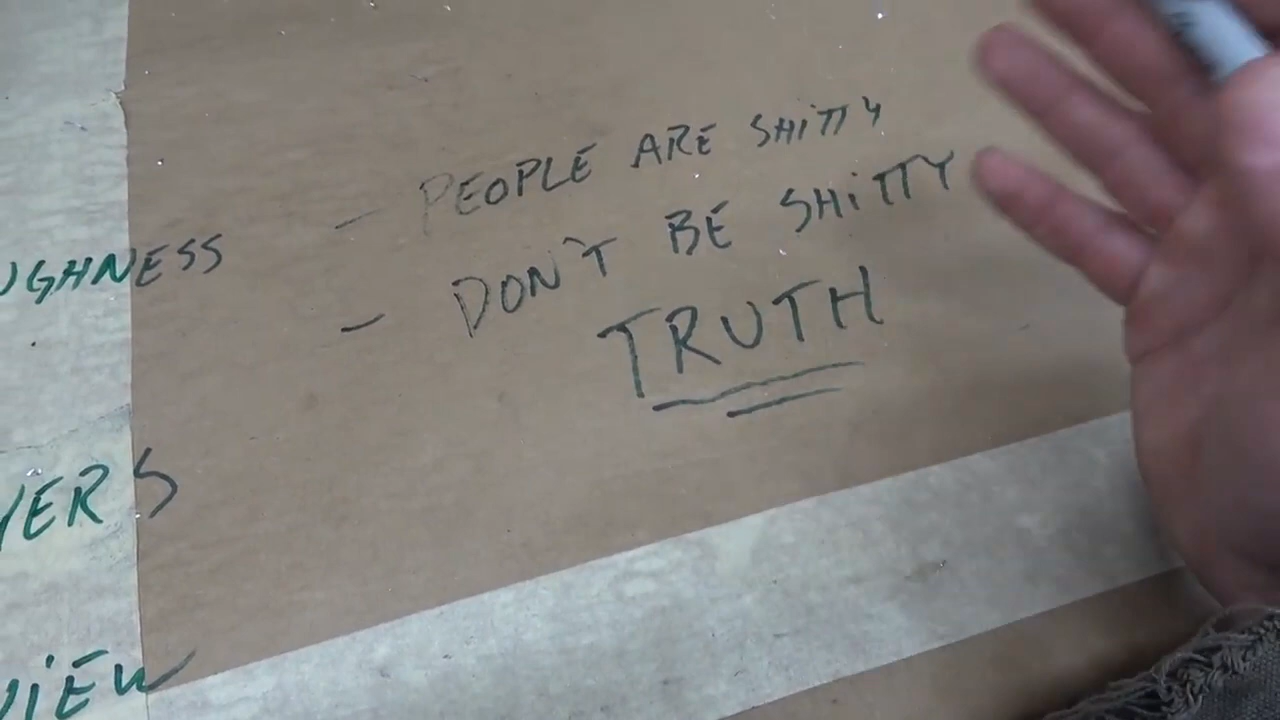 - PEOPLE ARE SHiTTY
- DON'T BE SHiTTY
TRUTH
UGHNESS
YERS
ViEW